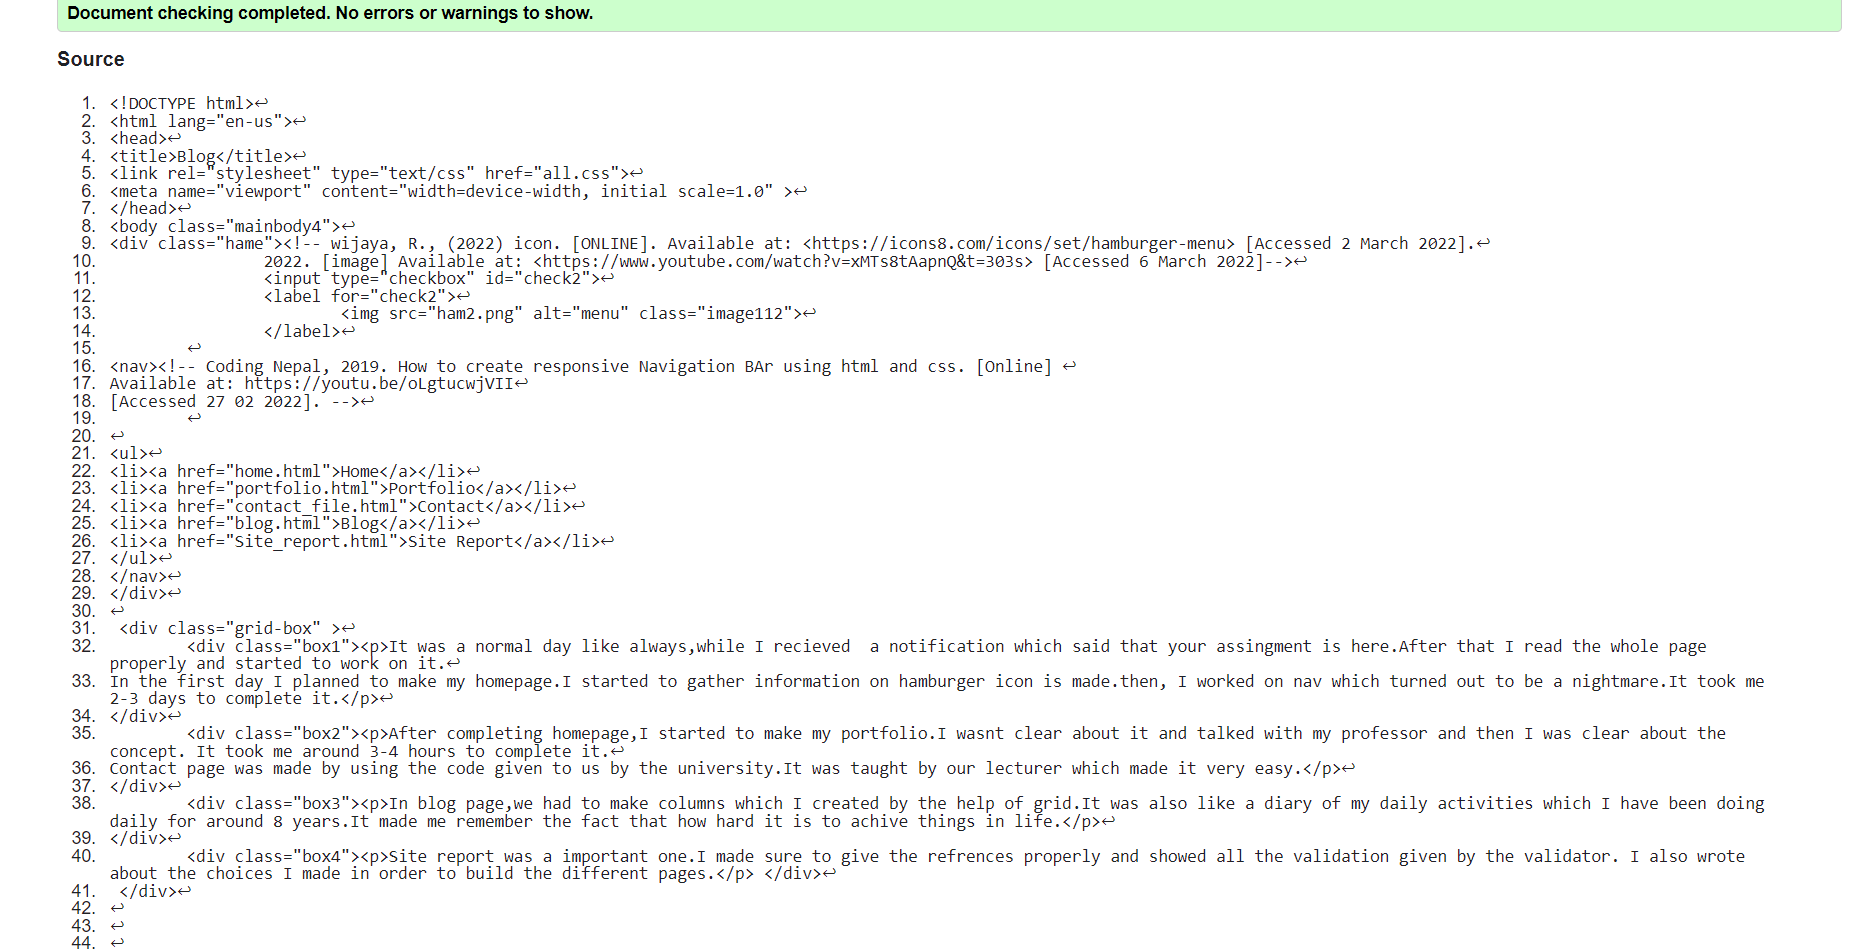 Document checking completed. No errors or warnings to show.
Source
1. <!DOCTYPE html>↩
2. <html lang="en-us">↩
3. <head>↩
4. <title>Blog</title>↩
5. <link rel="stylesheet" type="text/css" href="all.css">↩
6. <meta name="viewport" content="width=device-width, initial scale=1.0" >↩
7. </head>↩
8. <body class="mainbody4">↩
9. <div class="hame"><!-- wijaya, R., (2022) icon. [ONLINE]. Available at: <https://icons8.com/icons/set/hamburger-menu> [Accessed 2 March 2022].↩
10. 2022. [image] Available at: <https://www.youtube.com/watch?v=xMTs8tAapnQ&t=303s> [Accessed 6 March 2022]-->↩
11. <input type="checkbox" id="check2">↩
12. <label for="check2">↩
13. <img src="ham2.png" alt="menu" class="image112">↩
14. </label>↩
15. ↩
16. <nav><!-- Coding Nepal, 2019. How to create responsive Navigation BAr using html and css. [Online] ↩
17. Available at: https://youtu.be/oLgtucwjVII↩
18. [Accessed 27 02 2022]. -->↩
19. ↩
20. ↩
21. <ul>↩
22. <li><a href="home.html">Home</a></li>↩
23. <li><a href="portfolio.html">Portfolio</a></li>↩
24. <li><a href="contact_file.html">Contact</a></li>↩
25. <li><a href="blog.html">Blog</a></li>↩
26. <li><a href="Site_report.html">Site Report</a></li>↩
27. </ul>↩
28. </nav>↩
29. </div>↩
30. ↩
31. <div class="grid-box" >↩
32. <div class="box1"><p>It was a normal day like always,while I recieved  a notification which said that your assingment is here.After that I read the whole page
properly and started to work on it.↩
33. In the first day I planned to make my homepage.I started to gather information on hamburger icon is made.then, I worked on nav which turned out to be a nightmare.It took me
2-3 days to complete it.</p>↩
34. </div>↩
35. <div class="box2"><p>After completing homepage,I started to make my portfolio.I wasnt clear about it and talked with my professor and then I was clear about the
concept. It took me around 3-4 hours to complete it.↩
36. Contact page was made by using the code given to us by the university.It was taught by our lecturer which made it very easy.</p>↩
37. </div>↩
38. <div class="box3"><p>In blog page,we had to make columns which I created by the help of grid.It was also like a diary of my daily activities which I have been doing
daily for around 8 years.It made me remember the fact that how hard it is to achive things in life.</p>↩
39. </div>↩
40. <div class="box4"><p>Site report was a important one.I made sure to give the refrences properly and showed all the validation given by the validator. I also wrote
about the choices I made in order to build the different pages.</p> </div>↩
41. </div>↩
42. ↩
43. ↩
44. ↩